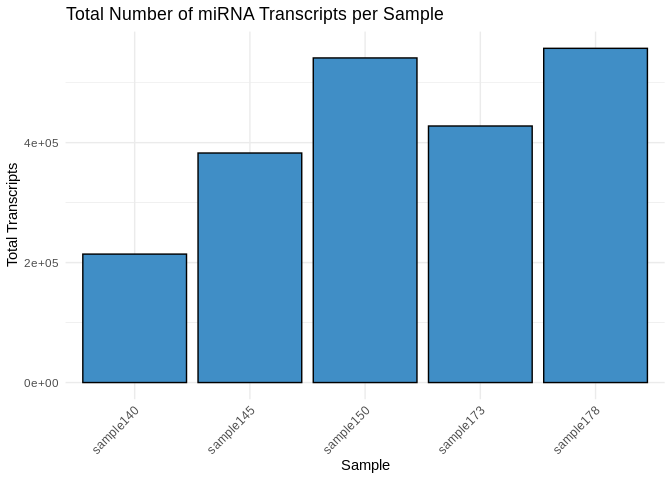 Total Number of miRNA Transcripts per Sample
Total Transcripts
4e+05
2e+05
0e+00
sample140
sample145
sample150
sample173
sample178
Sample